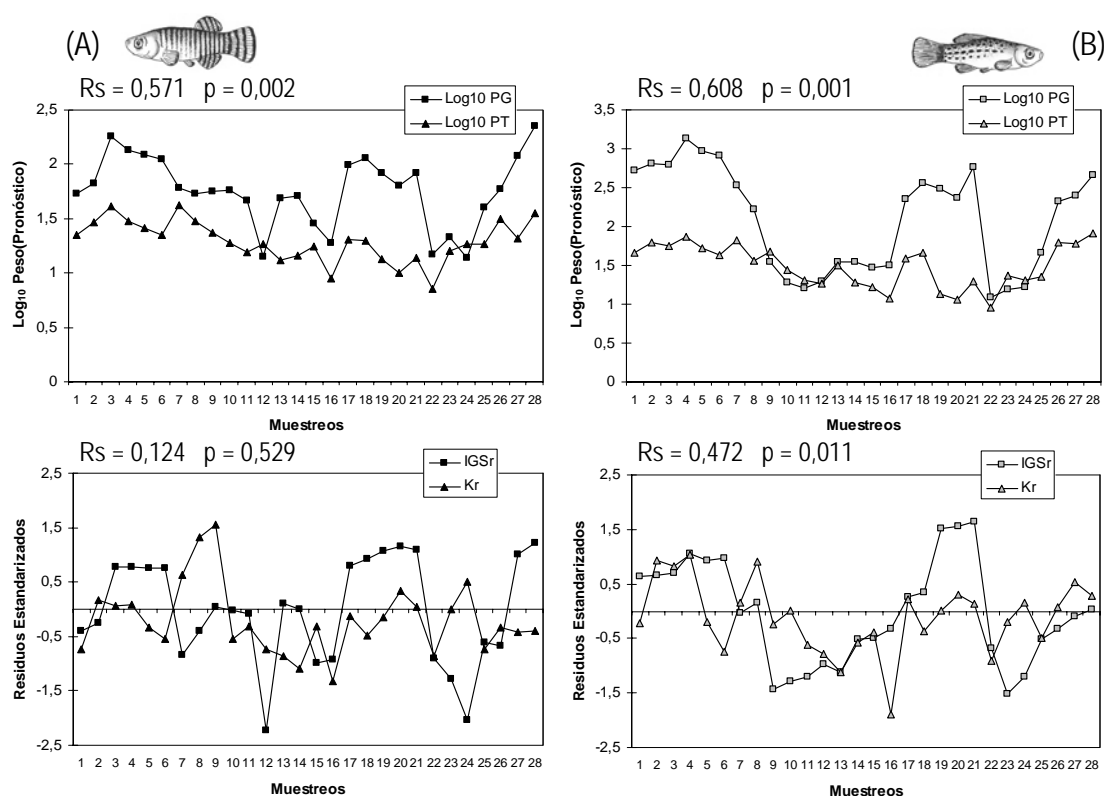 (A)
(B)
Rs = 0,571 p = 0,002
Log10 PG
Log10 PT
2,5
2
1,5
1
0,5
0
Log10 Peso(Pronóstico)
1 2 3 4 5 6 7 8 9 10 11 12 13 14 15 16 17 18 19 20 21 22 23 24 25 26 27 28
Muestreos
Rs = 0,608 p = 0,001
Log10 PG
Log10 PT
3,5
3
2,5
2
1,5
1
0,5
0
Log10 Peso(Pronóstico)
1 2 3 4 5 6 7 8 9 10 11 12 13 14 15 16 17 18 19 20 21 22 23 24 25 26 27 28
Muestreos
Rs = 0,124 p = 0,529
IGSr
Kr
2,5
1,5
0,5
-0,5
-1,5
-2,5
Residuos Estandarizados
1 2 3 4 5 6 7 8 9 10 11 12 13 14 15 16 17 18 19 20 21 22 23 24 25 26 27 28
Muestreos
Rs = 0,472 p = 0,011
IGSr
Kr
2,5
1,5
0,5
-0,5
-1,5
-2,5
Residuos Estandarizados
1 2 3 4 5 6 7 8 9 10 11 12 13 14 15 16 17 18 19 20 21 22 23 24 25 26 27 28
Muestreos